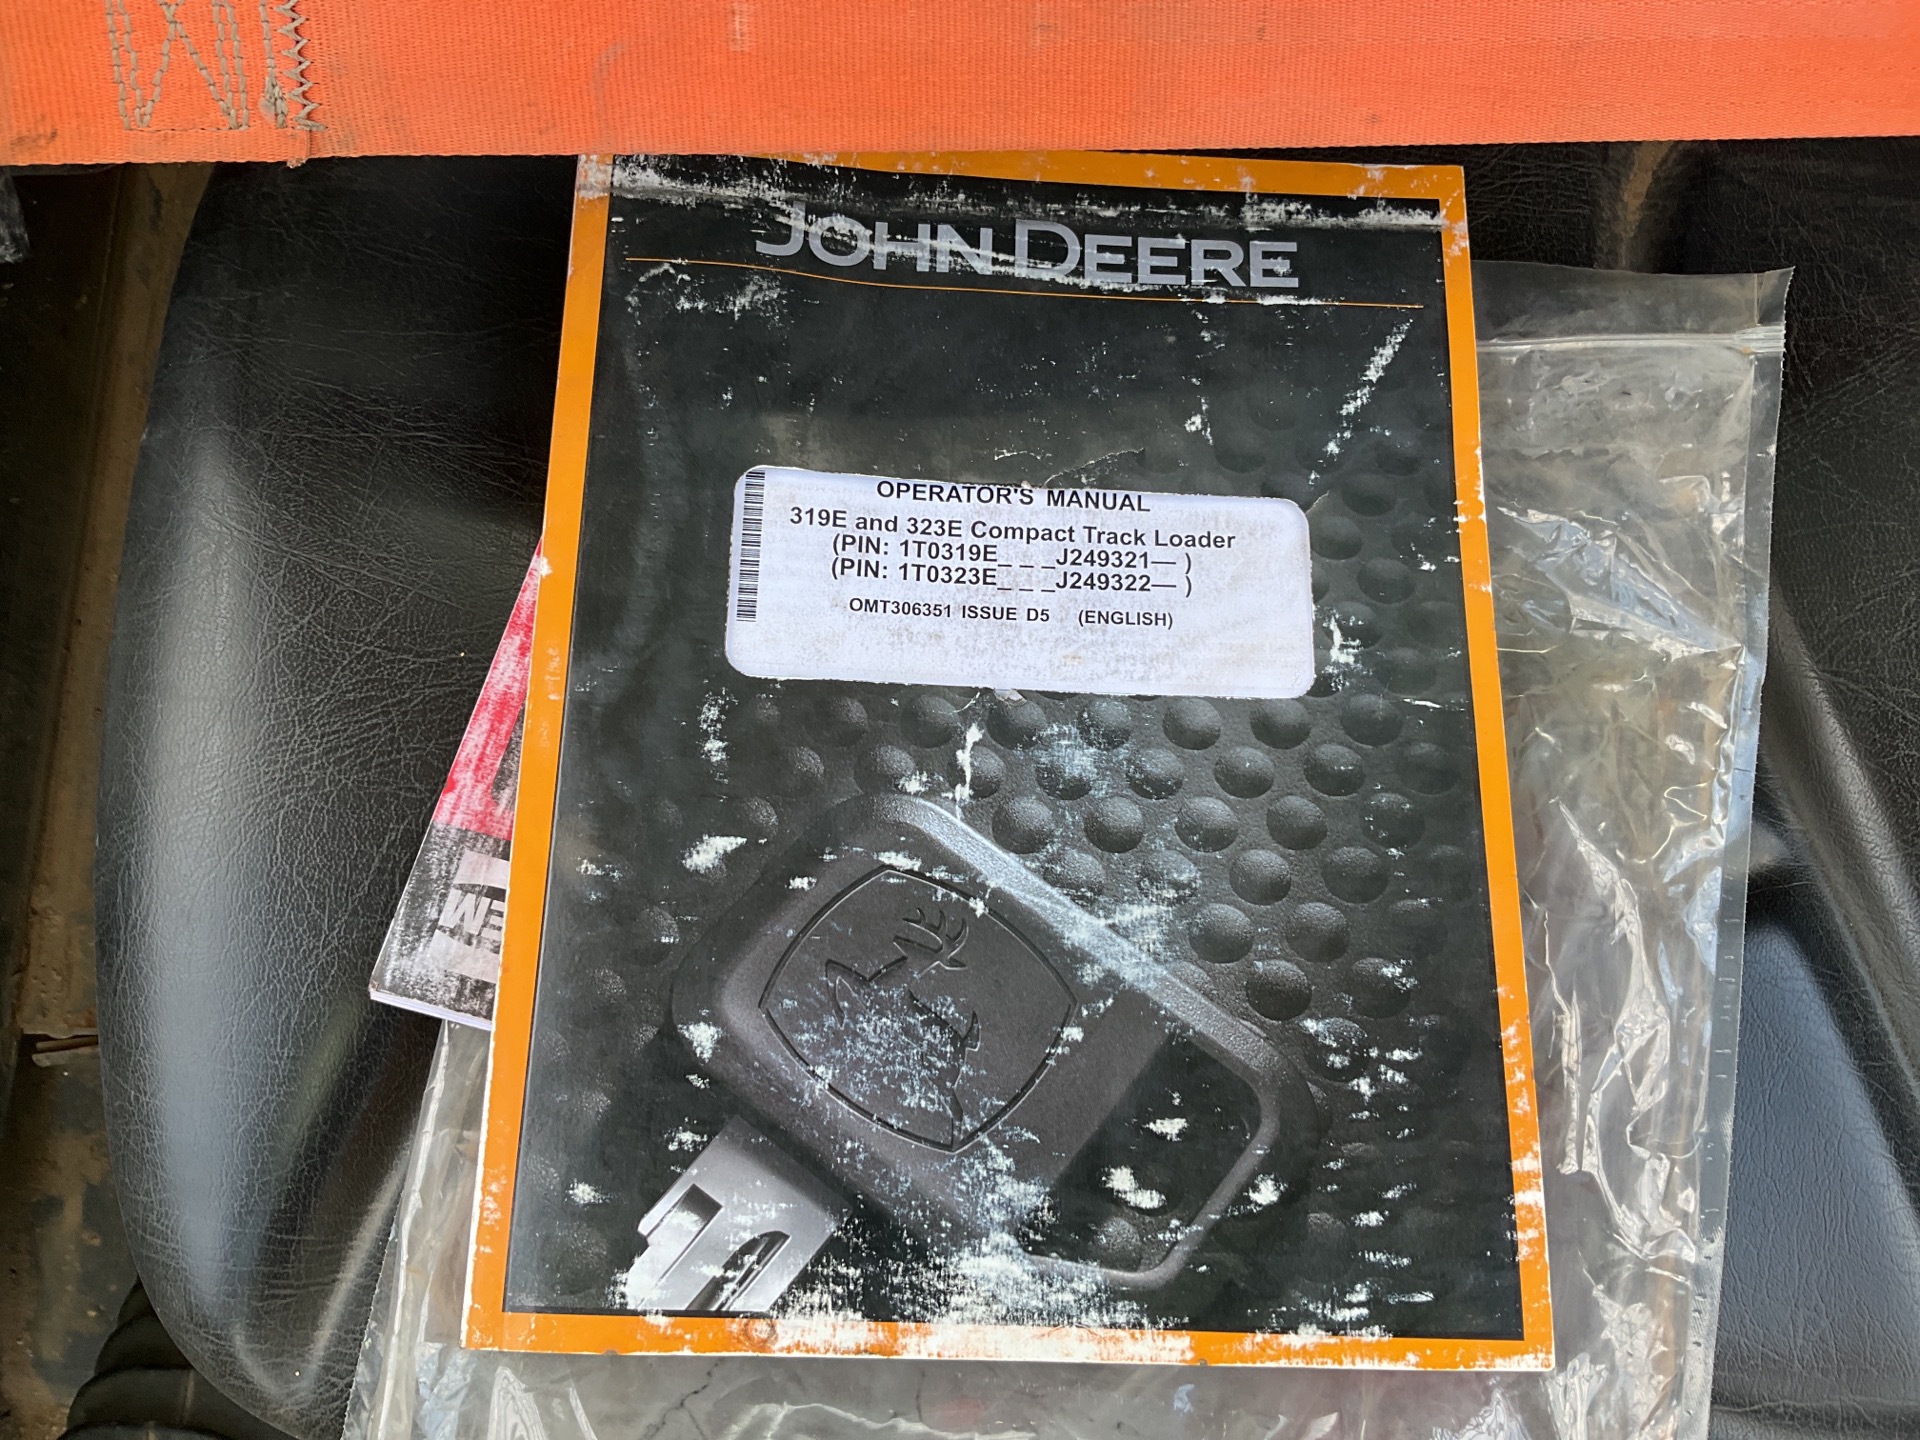 JOHN DEERE
OPERATOR'S MANUAL
319E and 323E Compact Track Loader
(PIN: 1T0319E_ _ _J249321— )
(PIN: 1T0323E_ _ _J249322— )
OMT306351 ISSUE D5 (ENGLISH)